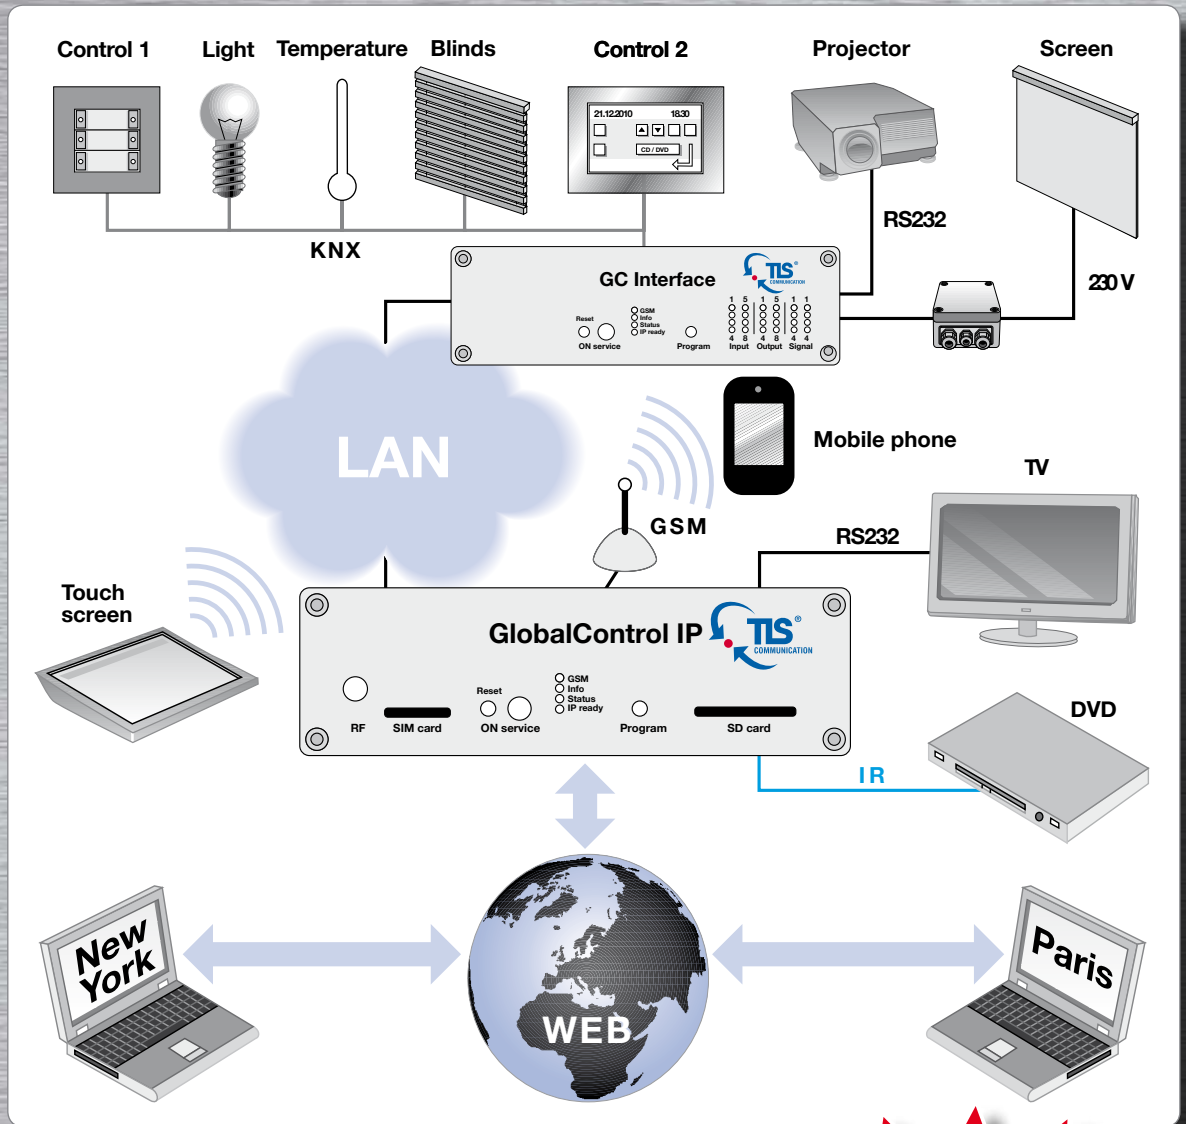 Control 1
Light
Temperature
Blinds
Control 2
Projector
Screen
21.12.2010 18.30
CD / DVD
KNX
RS232
230 V
GC Interface
TLS®
COMMUNICATION
Reset
ON service
GSM
Info
Status
IP ready
Program
1 5 1 5 1 1
4 8 4 8 4 4
Input Output Signal
LAN
Mobile phone
GSM
TV
RS232
Touch
screen
GlobalControl IP
TLS®
COMMUNICATION
RF
SIM card
Reset
ON service
GSM
Info
Status
IP ready
Program
SD card
DVD
IR
New
York
WEB
Paris